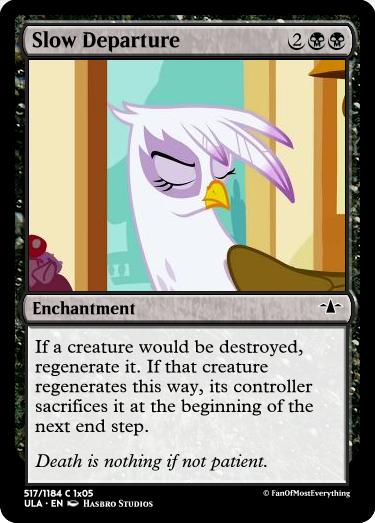 Slow Departure 2
Enchantment
If a creature would be destroyed,
regenerate it. If that creature
regenerates this way, its controller
sacrifices it at the beginning of the
next end step.
Death is nothing if not patient.
517/1184 C 1x05
ULA • EN Hasbro Studios
© FanOfMostEverything